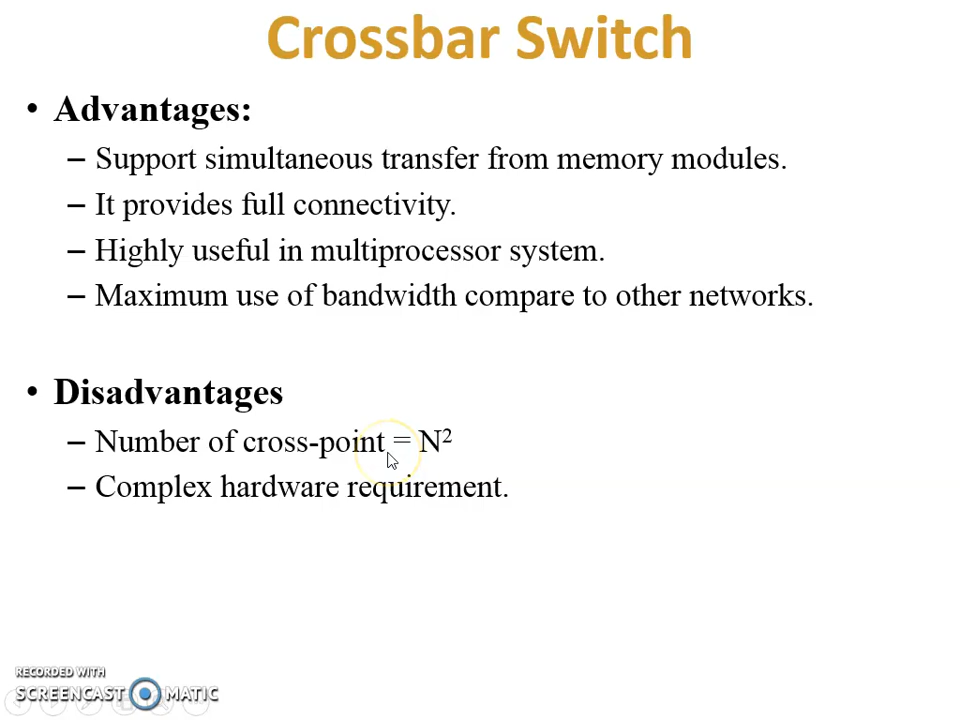 Crossbar Switch
• Advantages:
– Support simultaneous transfer from memory modules.
– It provides full connectivity.
– Highly useful in multiprocessor system.
– Maximum use of bandwidth compare to other networks.
• Disadvantages
– Number of cross-point = N²
– Complex hardware requirement.
RECORDED WITH
SCREENCAST MATIC